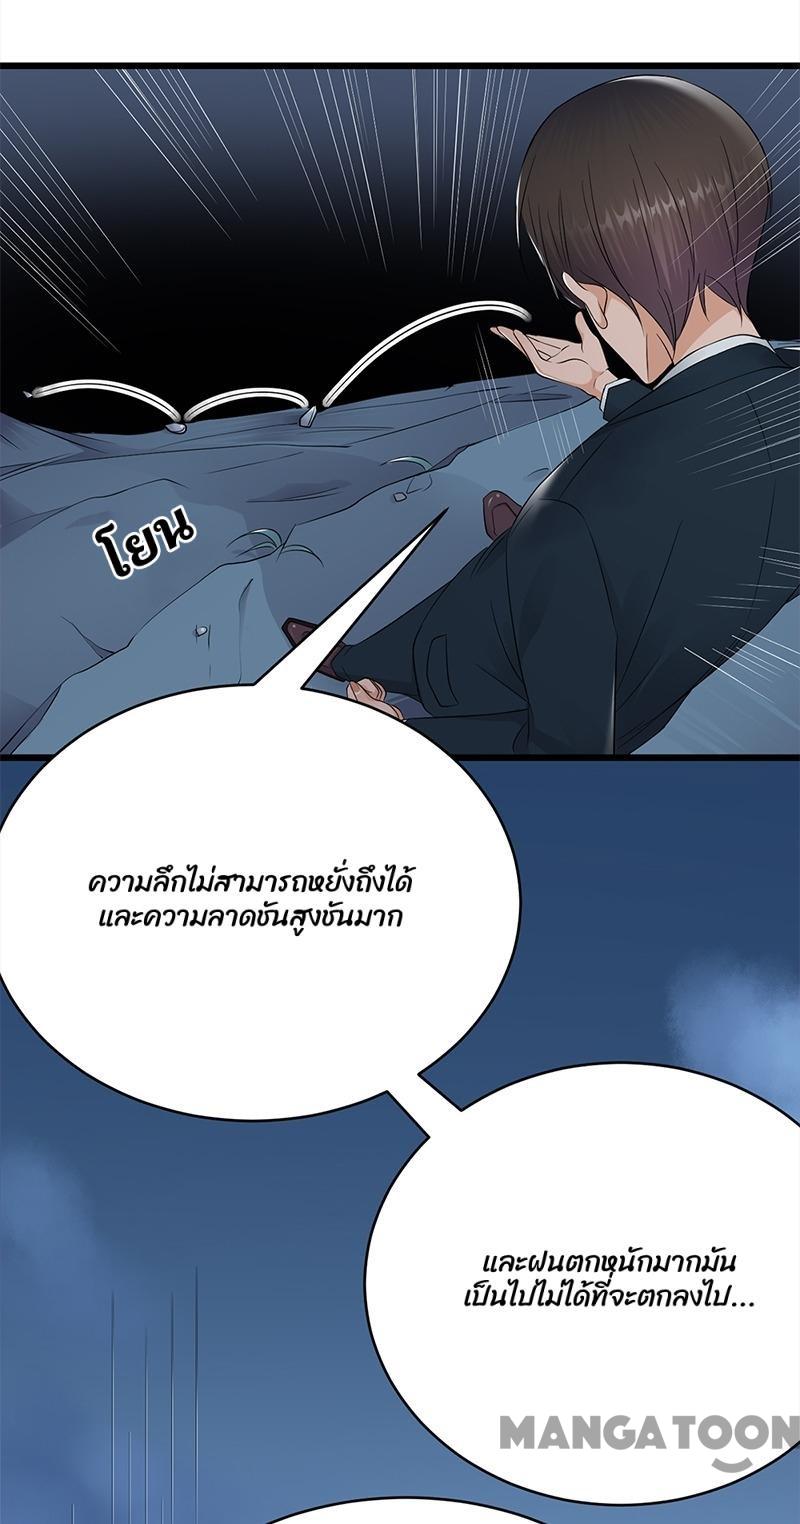 โยน
ความลึกไม่สามารถหยั่งถึงได้
และความลาดชันสูงชันมาก
และฝนตกหนักมากมัน
เป็นไปไม่ได้ที่จะตกลงไป...
MANGATOON